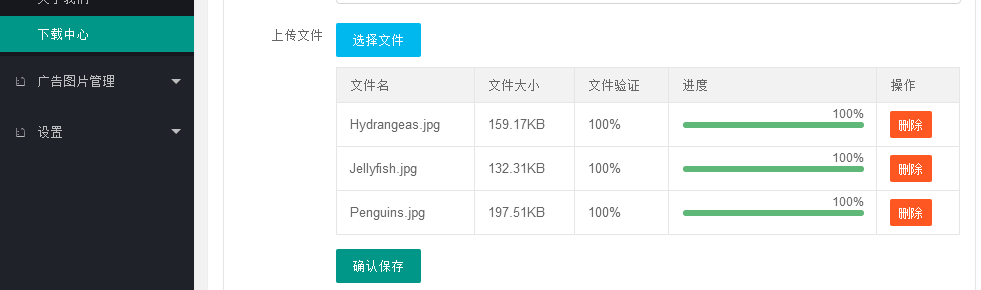 下载中心
广告图片管理
设置
上传文件 选择文件
文件名 文件大小 文件验证 进度 操作
Hydrangeas.jpg 159.17KB 100% 100% 删除
Jellyfish.jpg 132.31KB 100% 100% 删除
Penguins.jpg 197.51KB 100% 100% 删除
确认保存